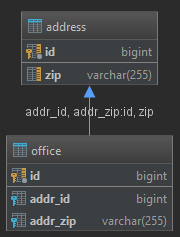 address
id bigint
zip varchar(255)
addr_id, addr_zip:id, zip
office
id bigint
addr_id bigint
addr_zip varchar(255)